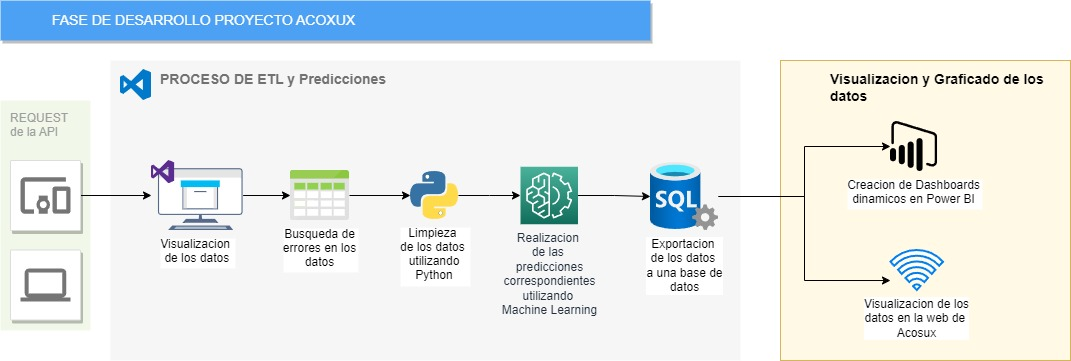 FASE DE DESARROLLO PROYECTO ACOXUX
PROCESO DE ETL y Predicciones
Visualizacion y Graficado de los
datos
REQUEST
de la API
Visualizacion
de los datos
Busqueda de
errores en los
datos
Limpieza
de los datos
utilizando
Python
Realizacion
de las
predicciones
correspondientes
utilizando
Machine Learning
SQL
Exportacion
de los datos
a una base de
datos
Creacion de Dashboards
dinamicos en Power BI
Visualizacion de los
datos en la web de
Acosux